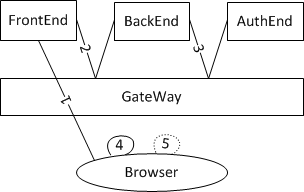 FrontEnd
BackEnd
AuthEnd
2
3
GateWay
1
4
5
Browser